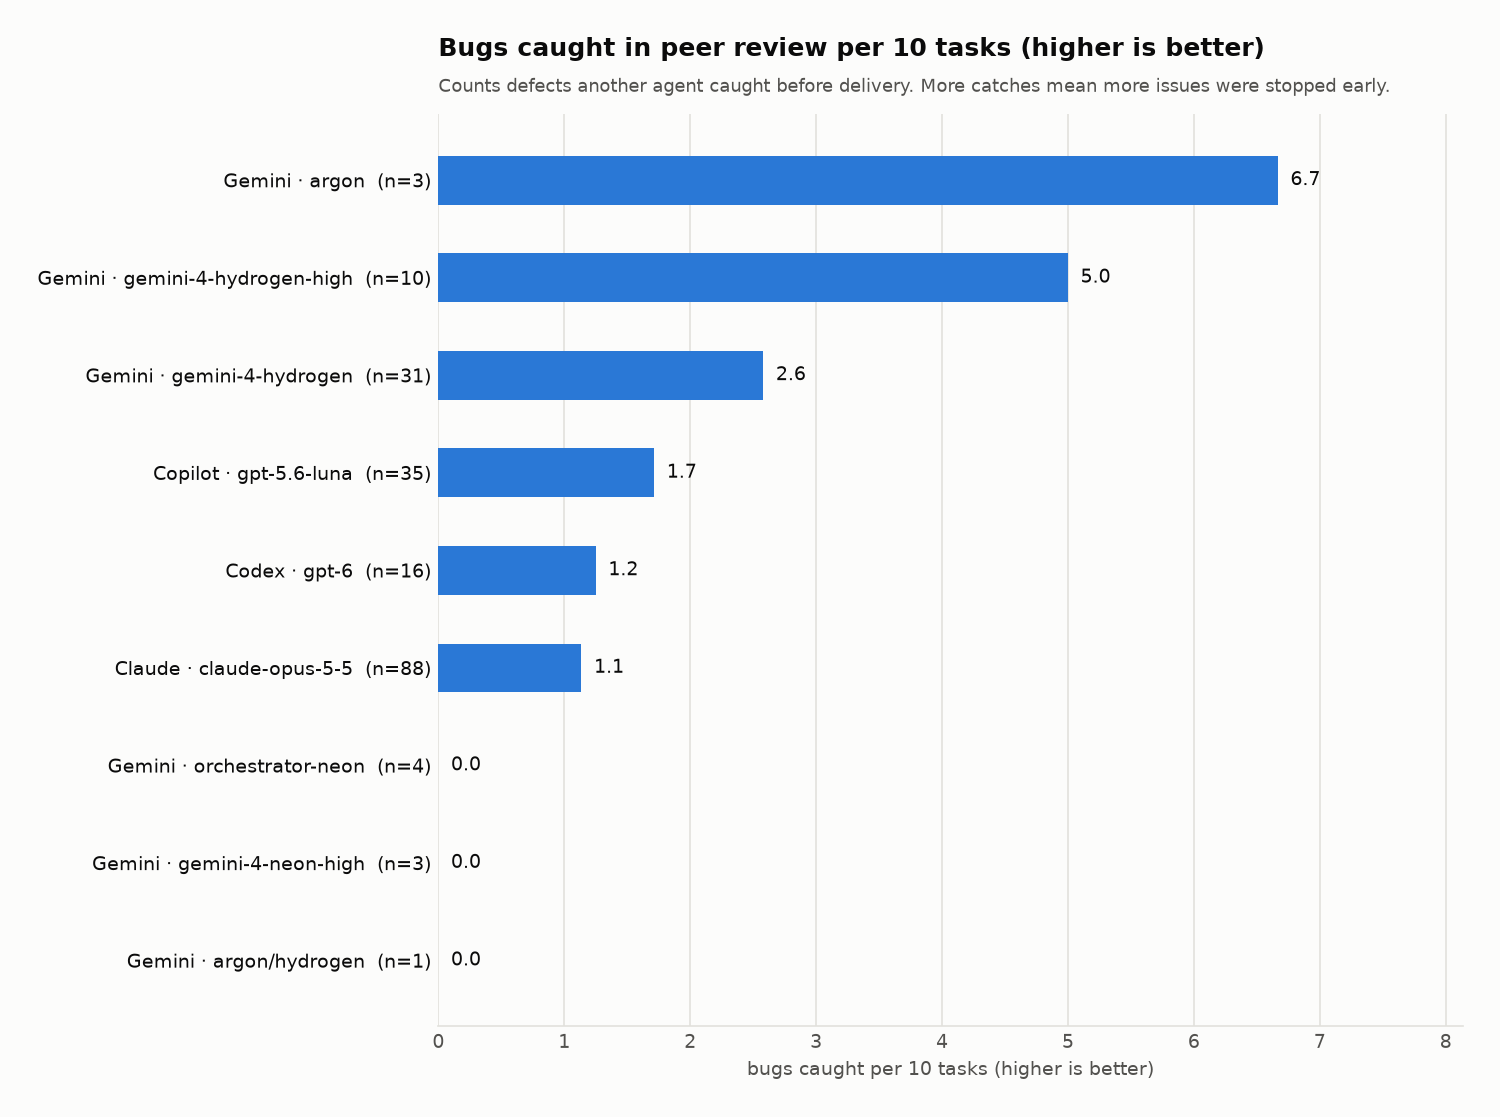 Bugs caught in peer review per 10 tasks (higher is better)
Counts defects another agent caught before delivery. More catches mean more issues were stopped early.
Gemini · argon (n=3)
6.7
Gemini · gemini-4-hydrogen-high (n=10)
5.0
Gemini · gemini-4-hydrogen (n=31)
2.6
Copilot · gpt-5.6-luna (n=35)
1.7
Codex · gpt-6 (n=16)
1.2
Claude · claude-opus-5-5 (n=88)
1.1
Gemini · orchestrator-neon (n=4)
0.0
Gemini · gemini-4-neon-high (n=3)
0.0
Gemini · argon/hydrogen (n=1)
0.0
0 1 2 3 4 5 6 7 8
bugs caught per 10 tasks (higher is better)